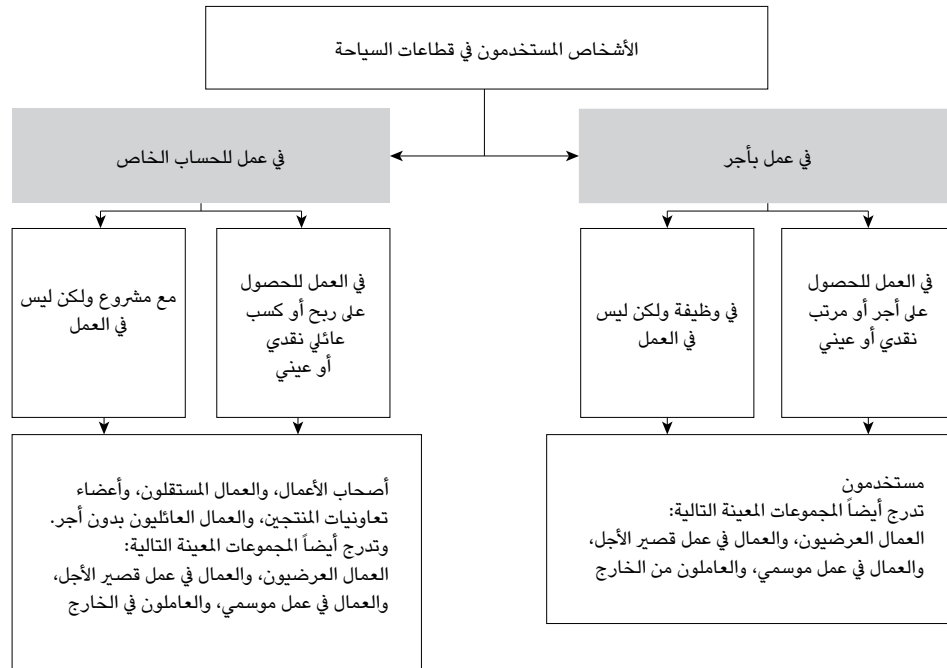 الأشخاص المستخدمون في قطاعات السياحة
في عمل بأجر
في عمل للحساب الخاص
في العمل للحصول
على أجر أو مرتب
نقدي أو عيني
في وظيفة ولكن ليس
في العمل
في العمل للحصول
على ربح أو كسب
عائلي نقدي
أو عيني
مع مشروع ولكن ليس
في العمل
مستخدمون
تدرج أيضاً المجموعات المعينة التالية:
العمال العرضيون، والعمال في عمل قصير الأجل،
والعمال في عمل موسمي، والعاملون من الخارج
أصحاب الأعمال، والعمال المستقلون، وأعضاء
تعاونيات المنتجين، والعمال العائليون بدون أجر.
وتدرج أيضاً المجموعات المعينة التالية:
العمال العرضيون، والعمال في عمل قصير الأجل،
والعمال في عمل موسمي، والعاملون في الخارج